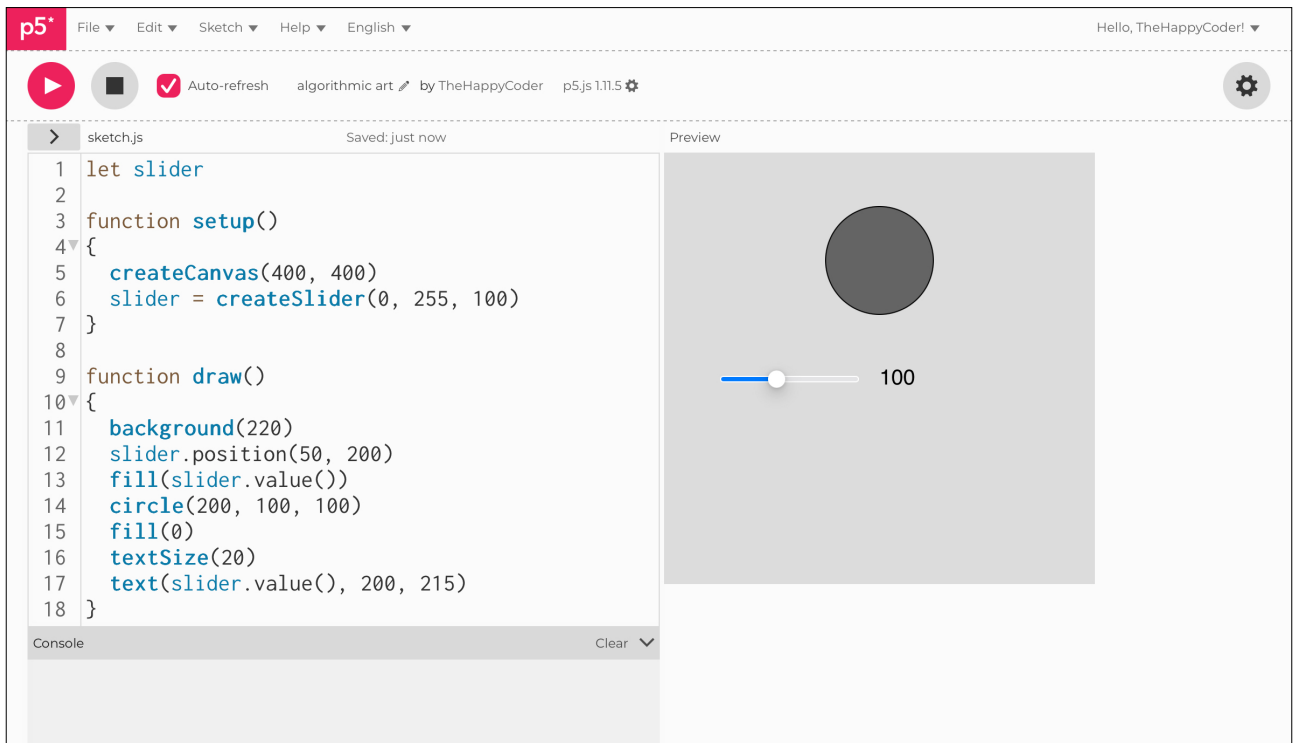 p5* File Edit Sketch Help English Hello, TheHappyCoder!
Auto-refresh algorithmic art by TheHappyCoder p5.js 1.11.5
sketch.js Saved: just now Preview
1 let slider
2
3 function setup()
4 {
5   createCanvas(400, 400)
6   slider = createSlider(0, 255, 100)
7 }
8
9 function draw()
10 {
11   background(220)
12   slider.position(50, 200)
13   fill(slider.value())
14   circle(200, 100, 100)
15   fill(0)
16   textSize(20)
17   text(slider.value(), 200, 215)
18 }
Console Clear
100